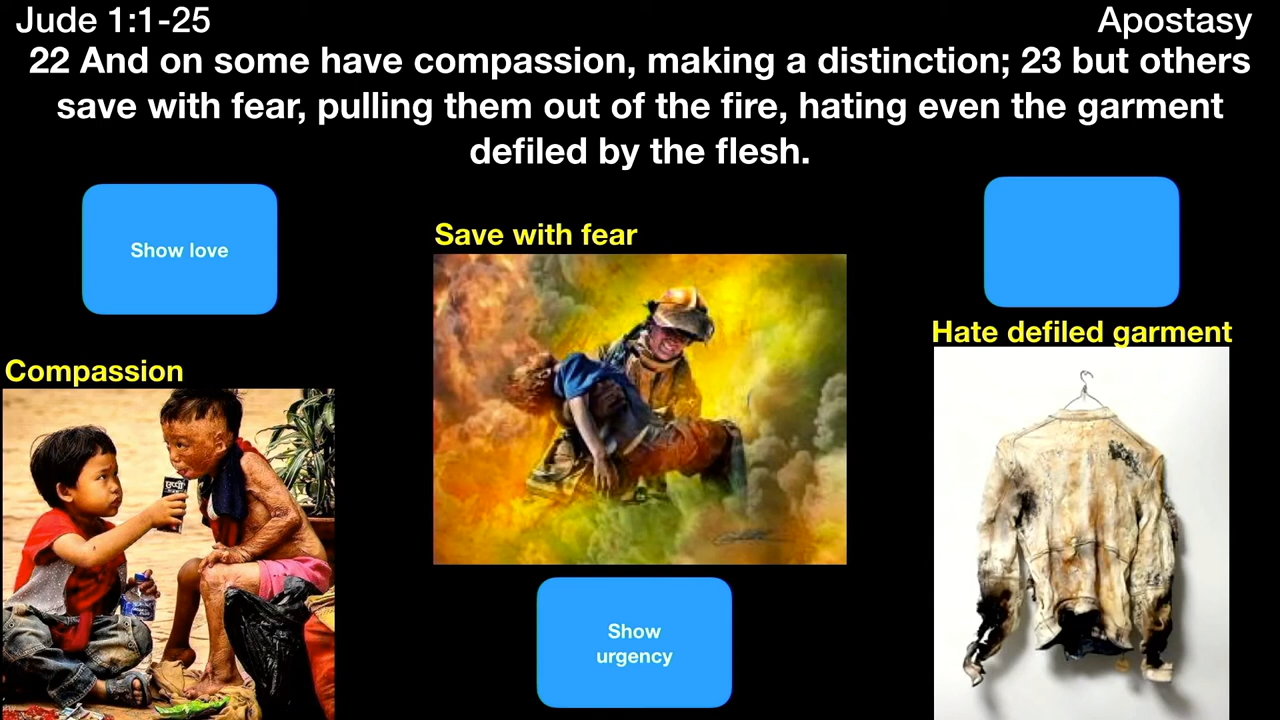 Jude 1:1-25
Apostasy
22 And on some have compassion, making a distinction; 23 but others
save with fear, pulling them out of the fire, hating even the garment
defiled by the flesh.
Show love
Save with fear
Hate defiled garment
Compassion
Show
urgency